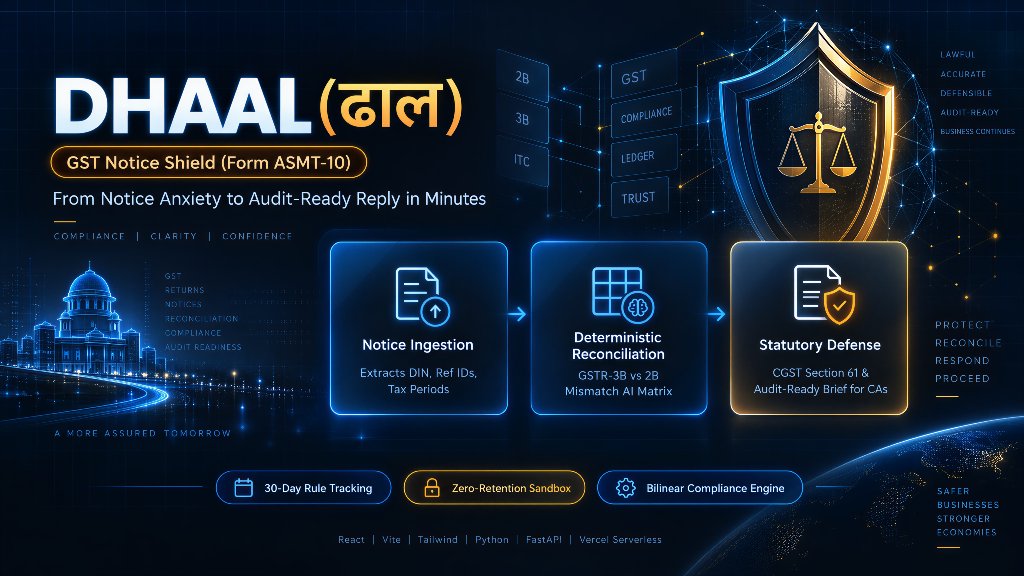 DHAAL (ढाल)
GST Notice Shield (Form ASMT-10)
From Notice Anxiety to Audit-Ready Reply in Minutes
COMPLIANCE | CLARITY | CONFIDENCE
2B
3B
ITC
GST
COMPLIANCE
LEDGER
TRUST
LAWFUL
ACCURATE
DEFENSIBLE
AUDIT-READY
BUSINESS CONTINUES
GST
RETURNS
NOTICES
RECONCILIATION
COMPLIANCE
AUDIT READINESS
A MORE ASSURED TOMORROW
Notice Ingestion
Extracts DIN, Ref IDs,
Tax Periods
Deterministic
Reconciliation
GSTR-3B vs 2B
Mismatch AI Matrix
Statutory Defense
CGST Section 61 &
Audit-Ready Brief for CAs
PROTECT
RECONCILE
RESPOND
PROCEED
30-Day Rule Tracking
Zero-Retention Sandbox
Bilinear Compliance Engine
SAFER
BUSINESSES
STRONGER
ECONOMIES
React | Vite | Tailwind | Python | FastAPI | Vercel Serverless